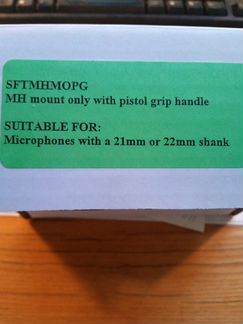 SFTMHMOPG
MH mount only with pistol grip handle
SUITABLE FOR:
Microphones with a 21mm or 22mm shank